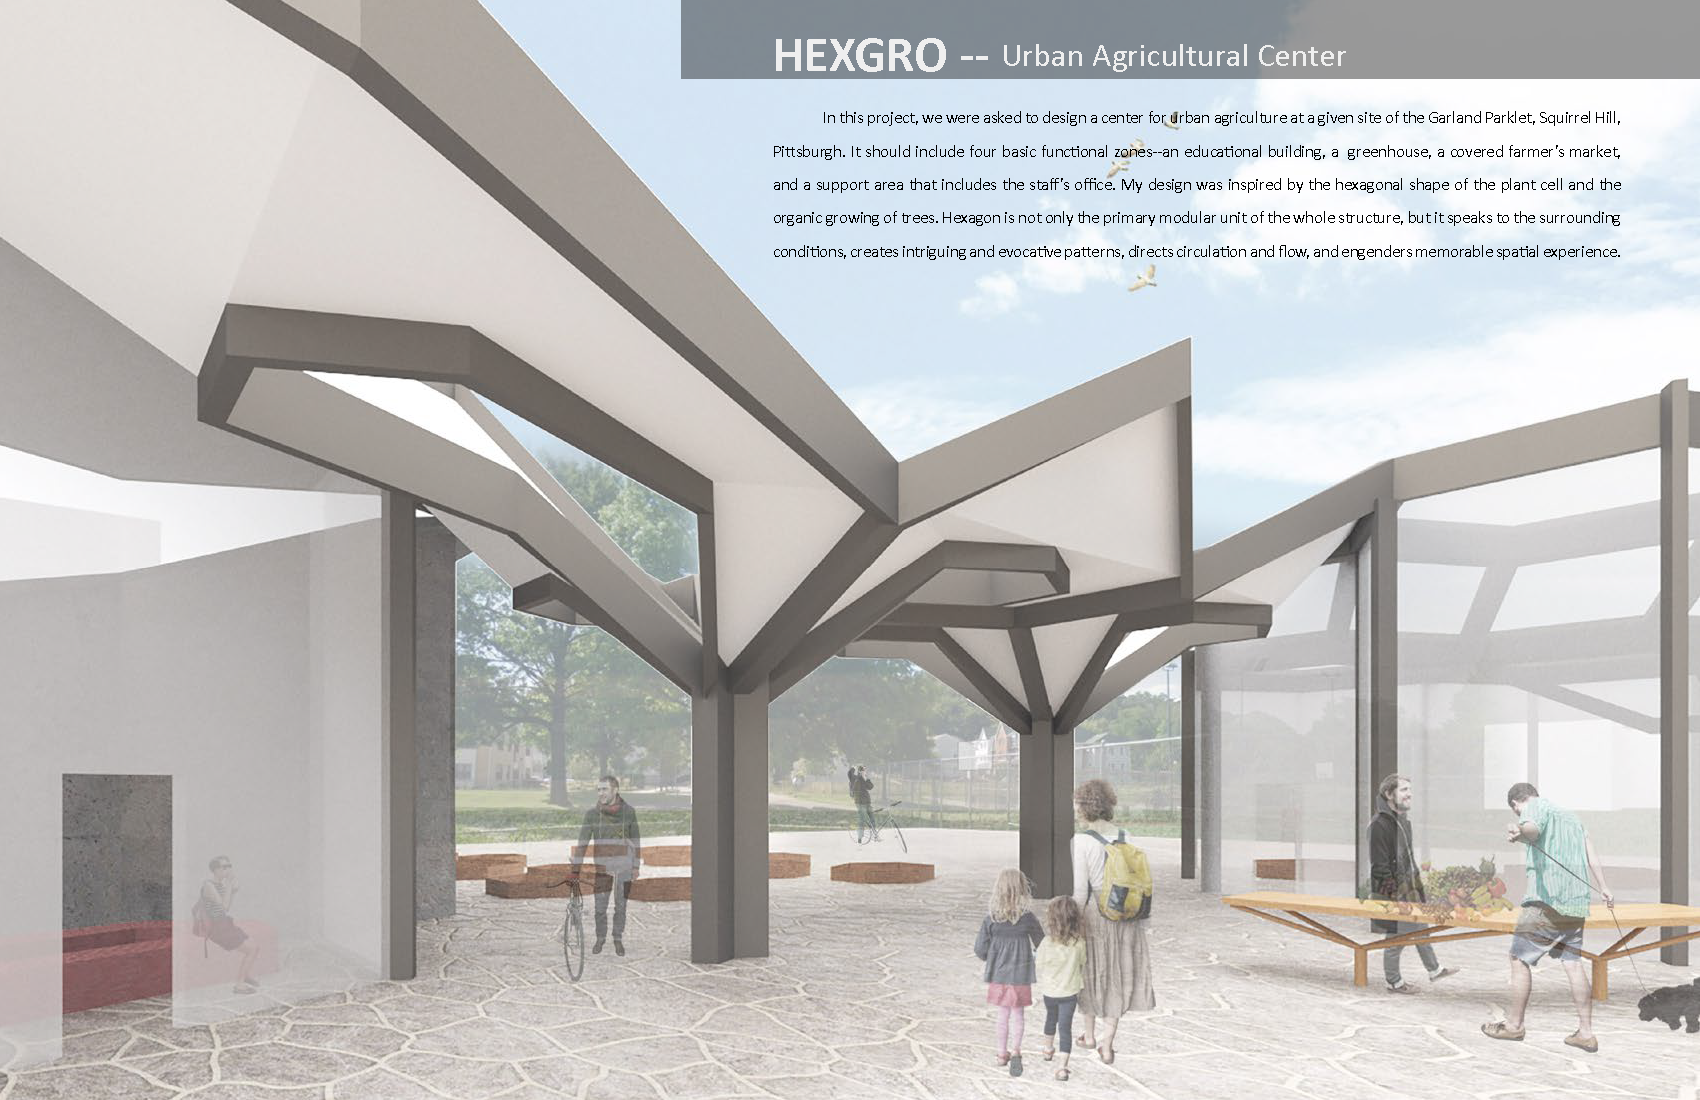 HEXGRO -- Urban Agricultural Center
In this project, we were asked to design a center for urban agriculture at a given site of the Garland Parklet, Squirrel Hill,
Pittsburgh. It should include four basic functional zones--an educational building, a greenhouse, a covered farmer's market,
and a support area that includes the staff's office. My design was inspired by the hexagonal shape of the plant cell and the
organic growing of trees. Hexagon is not only the primary modular unit of the whole structure, but it speaks to the surrounding
conditions, creates intriguing and evocative patterns, directs circulation and flow, and engenders memorable spatial experience.